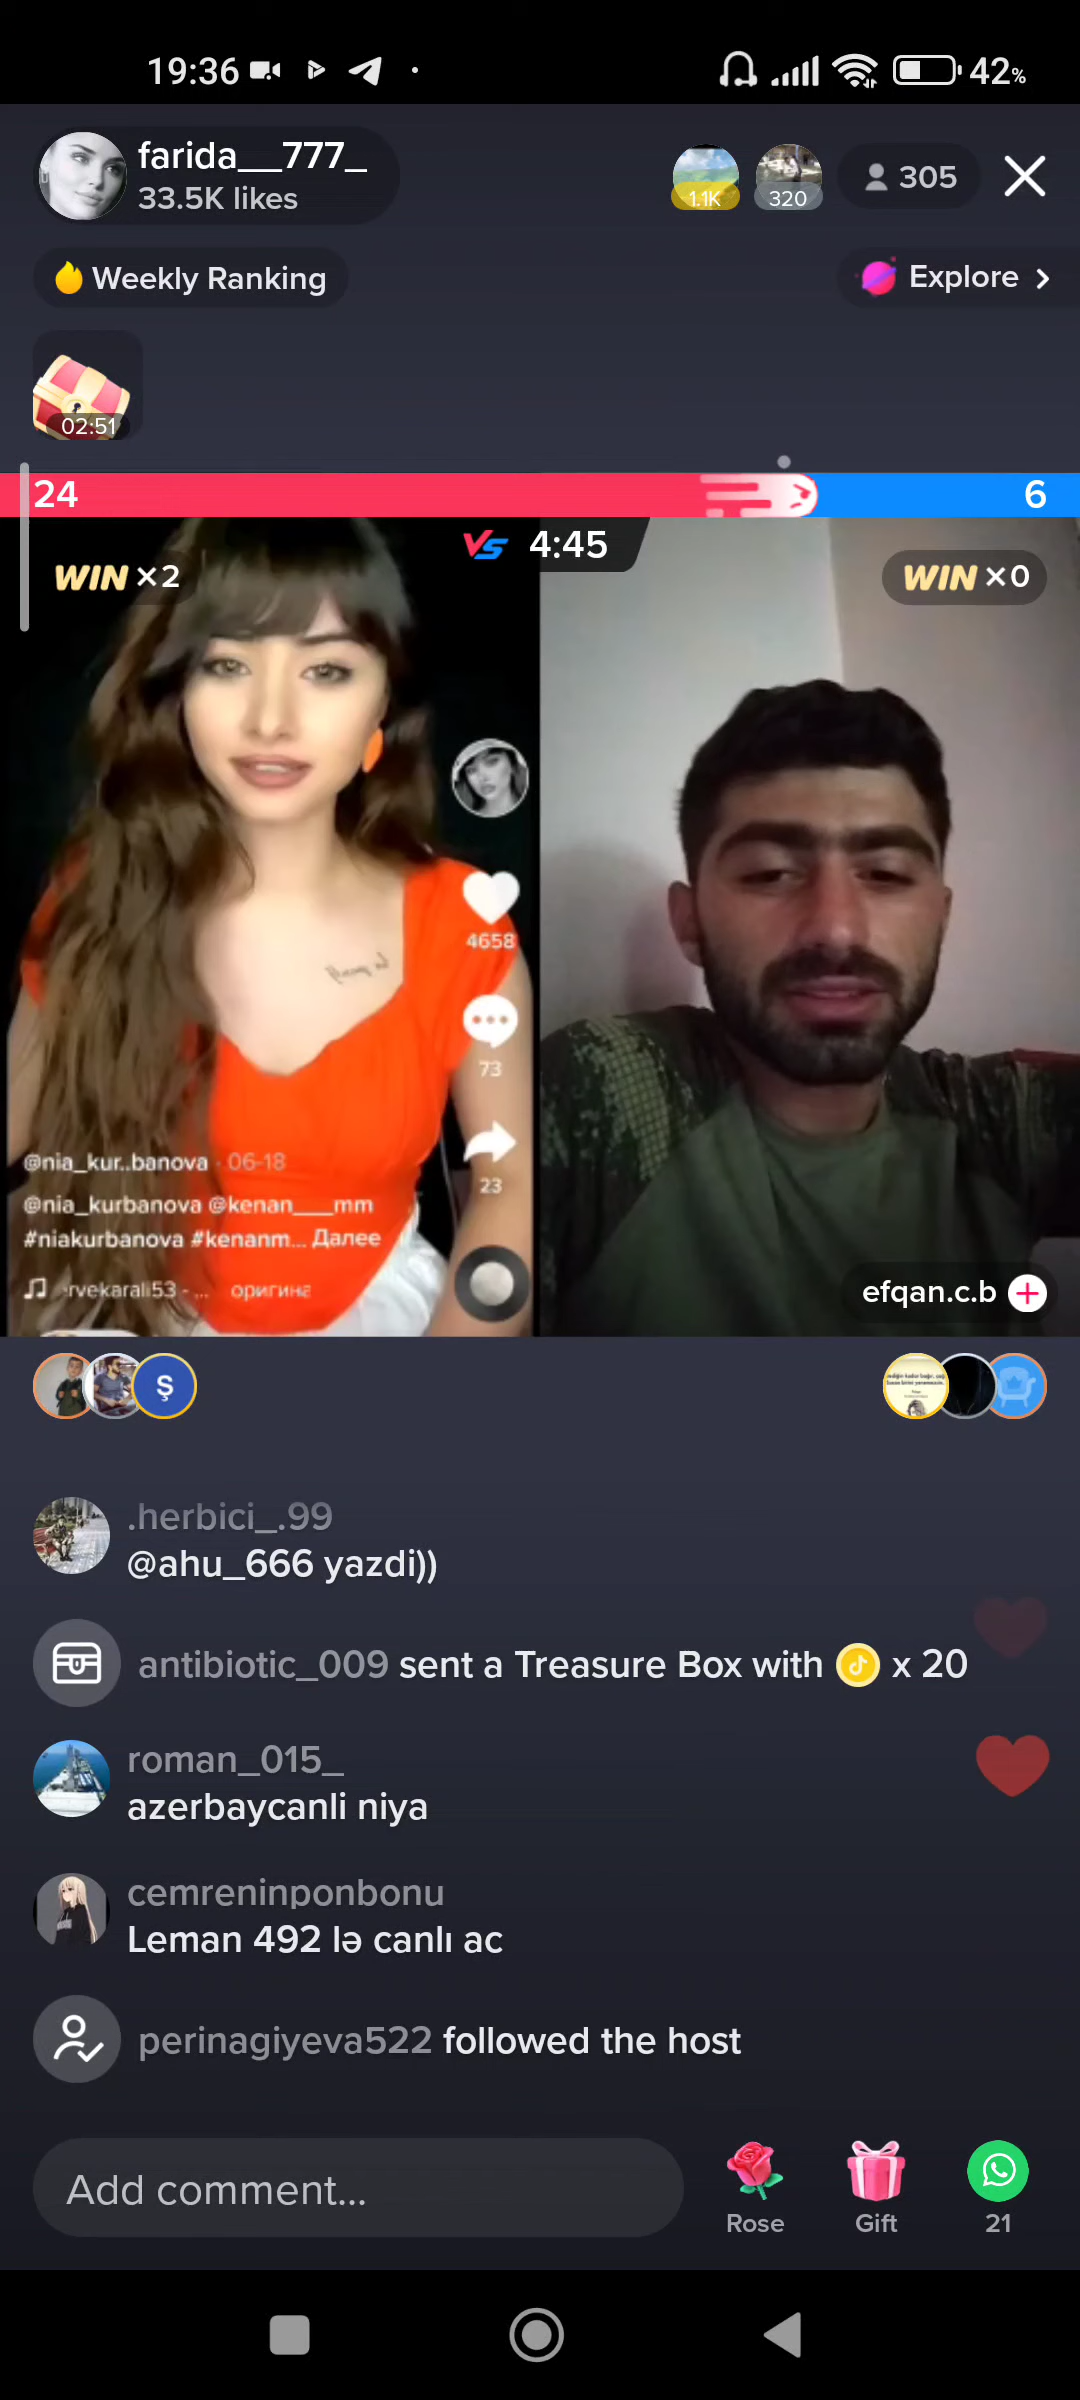 19:36
42%
farida__777_
33.5K likes
1.1K
320
305
Weekly Ranking
Explore
02:51
24
6
VS 4:45
WIN ×2
WIN ×0
4658
73
23
@nia_kur..banova · 06-18
@nia_kurbanova @kenan___mm
#niakurbanova #kenanm... Далее
rvekarali53 - ... оригина
efqan.c.b
Ş
.herbici_.99
@ahu_666 yazdi))
antibiotic_009 sent a Treasure Box with x 20
roman_015_
azerbaycanli niya
cemreninponbonu
Leman 492 lə canlı ac
perinagiyeva522 followed the host
Add comment...
Rose
Gift
21